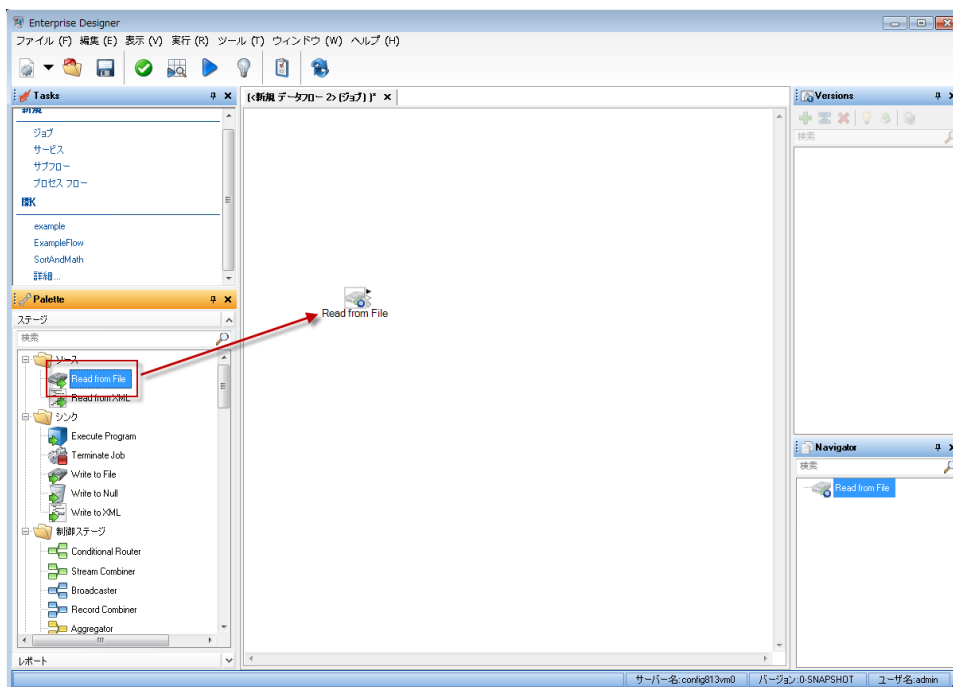 Enterprise Designer
ファイル (F) 編集 (E) 表示 (V) 実行 (R) ツール (T) ウィンドウ (W) ヘルプ (H)
Tasks
新規
ジョブ
サービス
サブフロー
プロセス フロー
開く
example
ExampleFlow
SortAndMath
詳細...
Palette
ステージ
検索
ソース
Read from File
Read from XML
シンク
Execute Program
Terminate Job
Write to File
Write to Null
Write to XML
制御ステージ
Conditional Router
Stream Combiner
Broadcaster
Record Combiner
Aggregator
レポート
[<新規 データフロー 2> (ジョブ) ]*
Read from File
Versions
検索
Navigator
検索
Read from File
サーバー名:config813vm0 バージョン:0-SNAPSHOT ユーザ名:admin